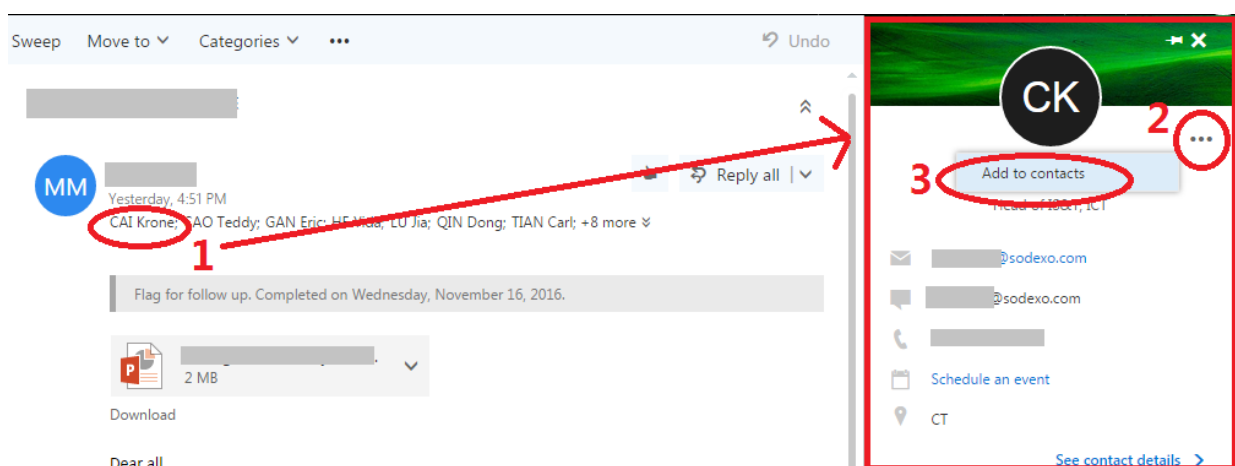 Sweep Move to Categories ••• Undo
MM
Yesterday, 4:51 PM
Reply all
CAI Krone; CAO Teddy; GAN Eric; HE Vida; LU Jia; QIN Dong; TIAN Carl; +8 more
1
Flag for follow up. Completed on Wednesday, November 16, 2016.
P
2 MB
Download
Dear all
CK
2
•••
3
Add to contacts
Head of IS&T, ICT
@sodexo.com
@sodexo.com
Schedule an event
CT
See contact details